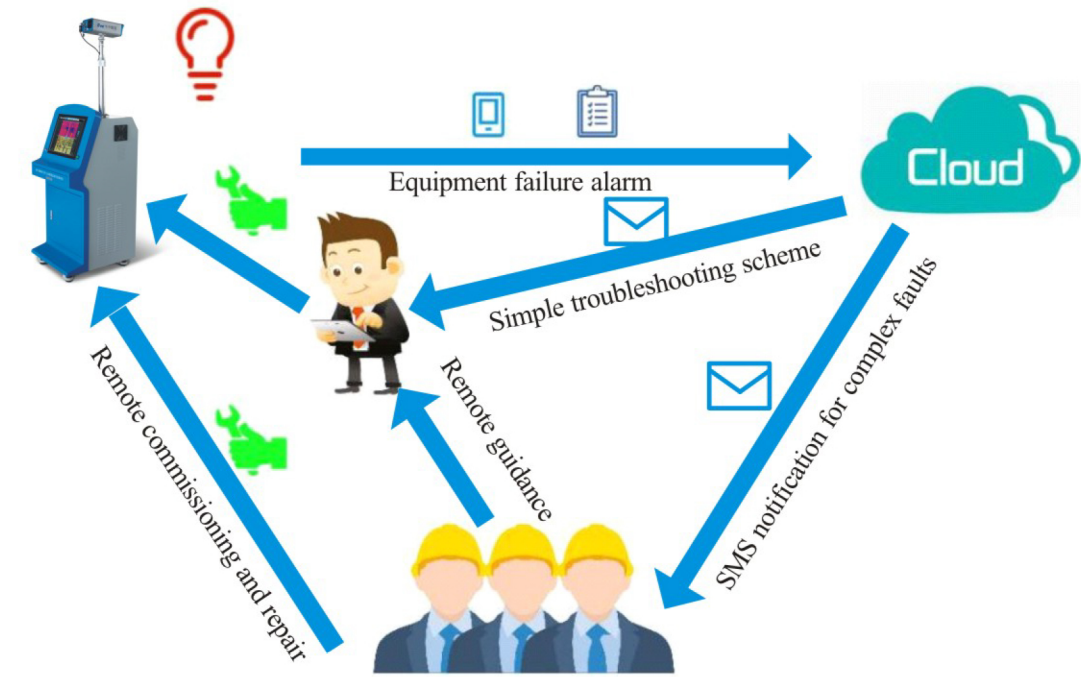 Equipment failure alarm
Cloud
Simple troubleshooting scheme
SMS notification for complex faults
Remote guidance
Remote commissioning and repair